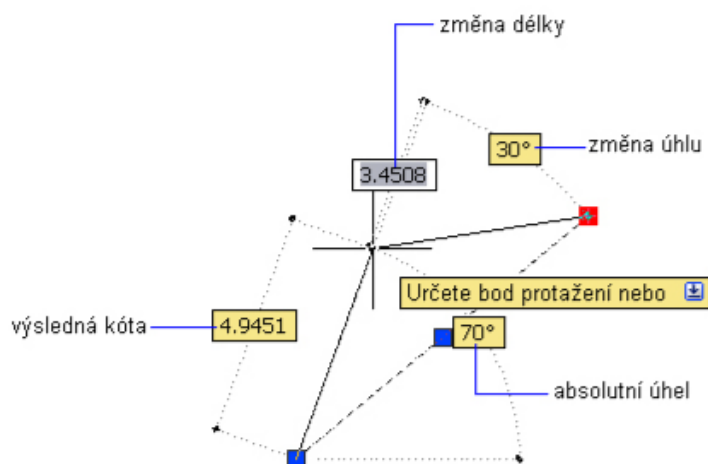 změna délky
30°
změna úhlu
3.4508
Určete bod protažení nebo
výsledná kóta
4.9451
70°
absolutní úhel